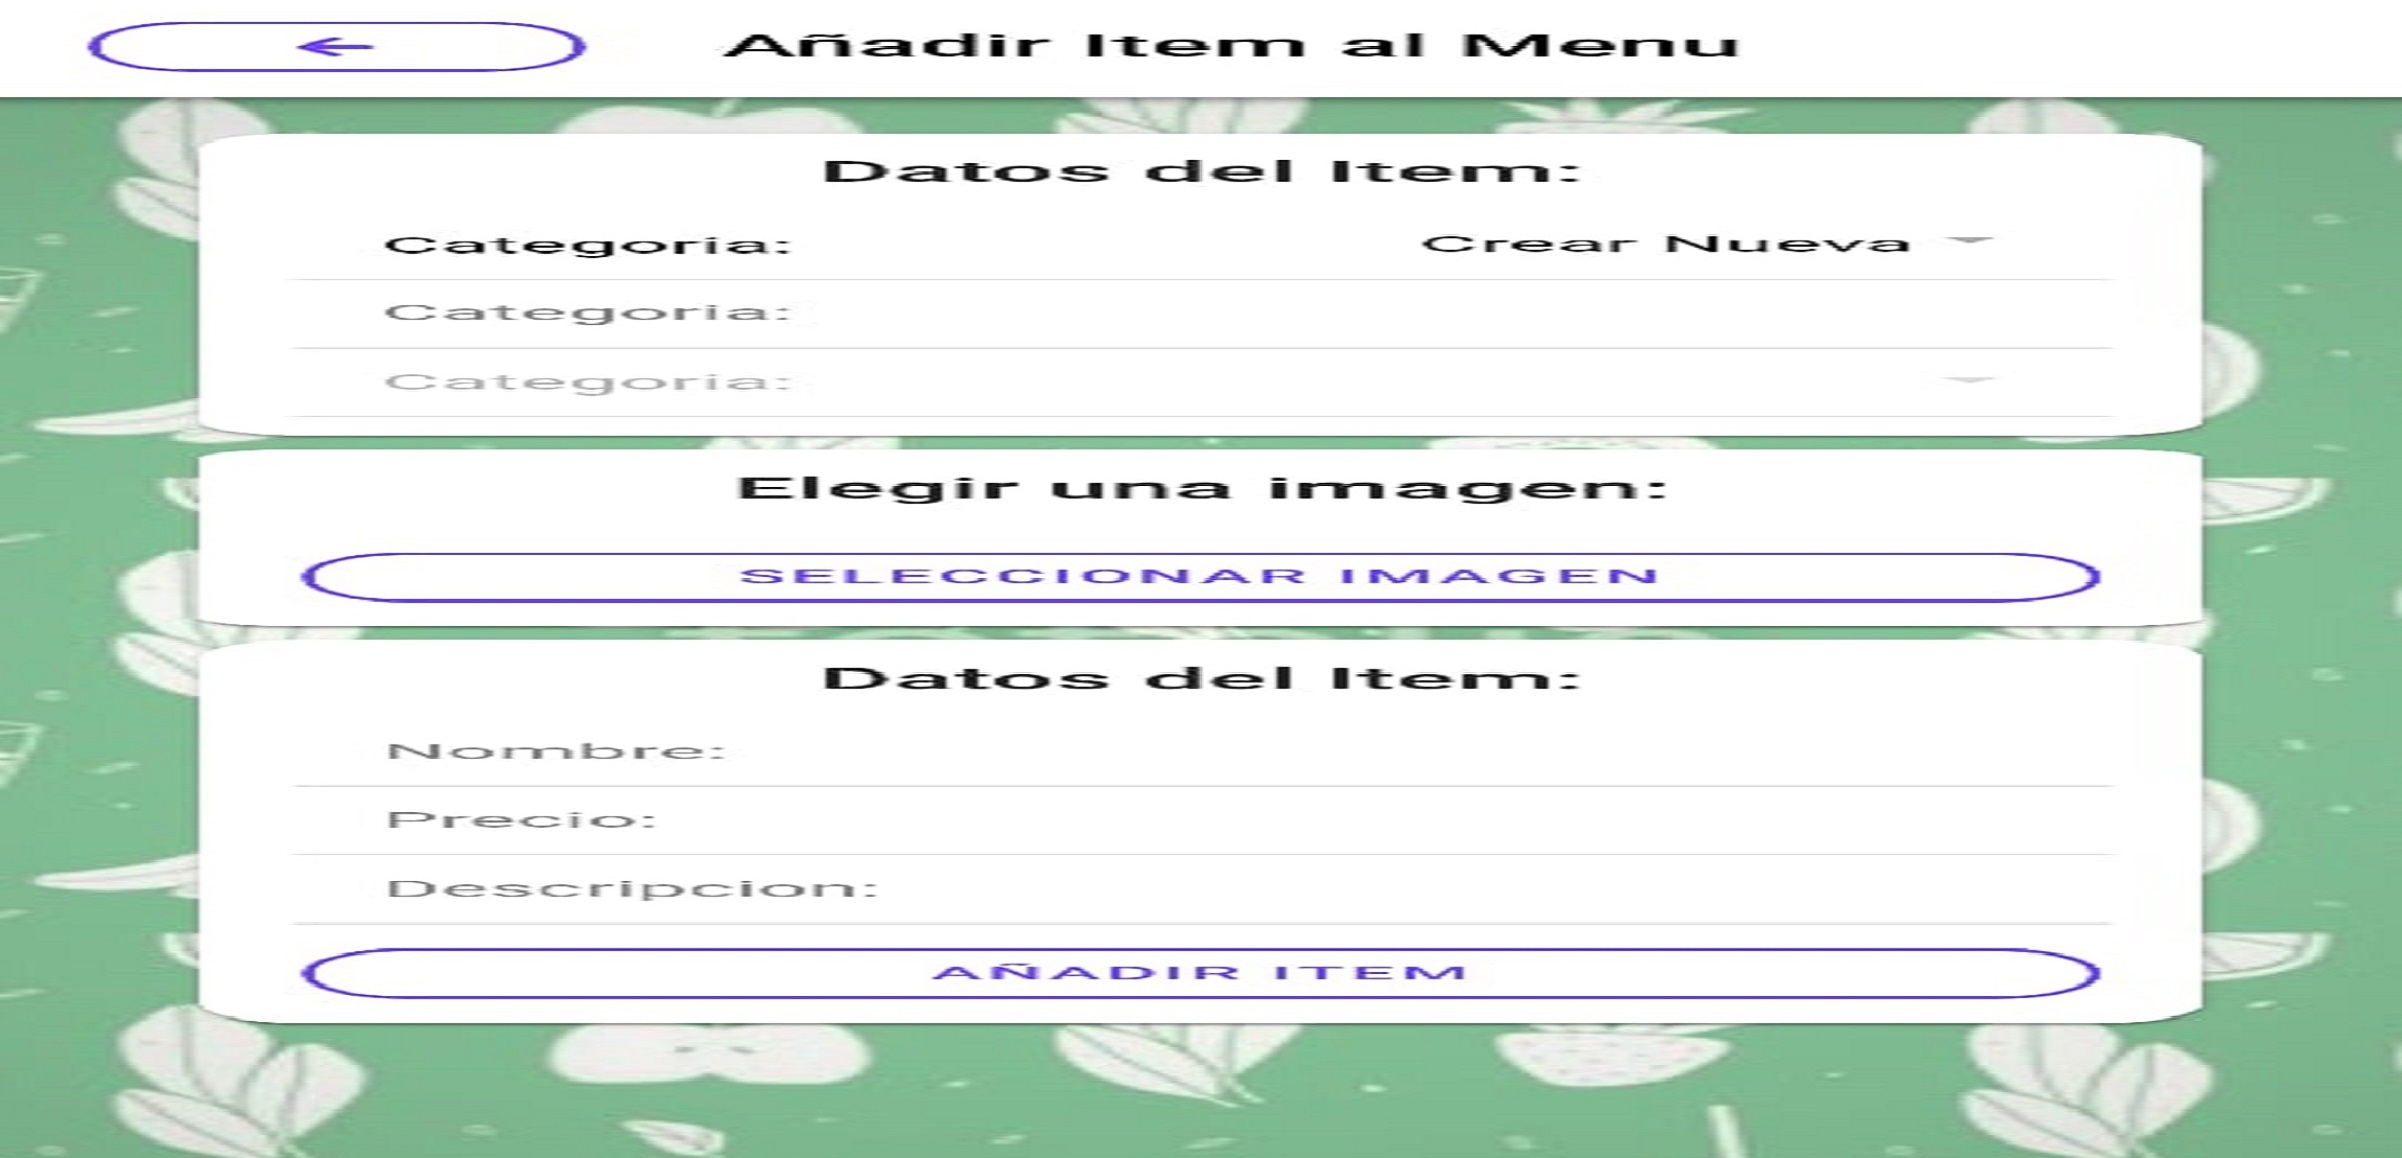 Añadir Item al Menu
Datos del Item:
Categoria: Crear Nueva
Categoria:
Categoria:
Elegir una imagen:
SELECCIONAR IMAGEN
Datos del Item:
Nombre:
Precio:
Descripcion:
AÑADIR ITEM